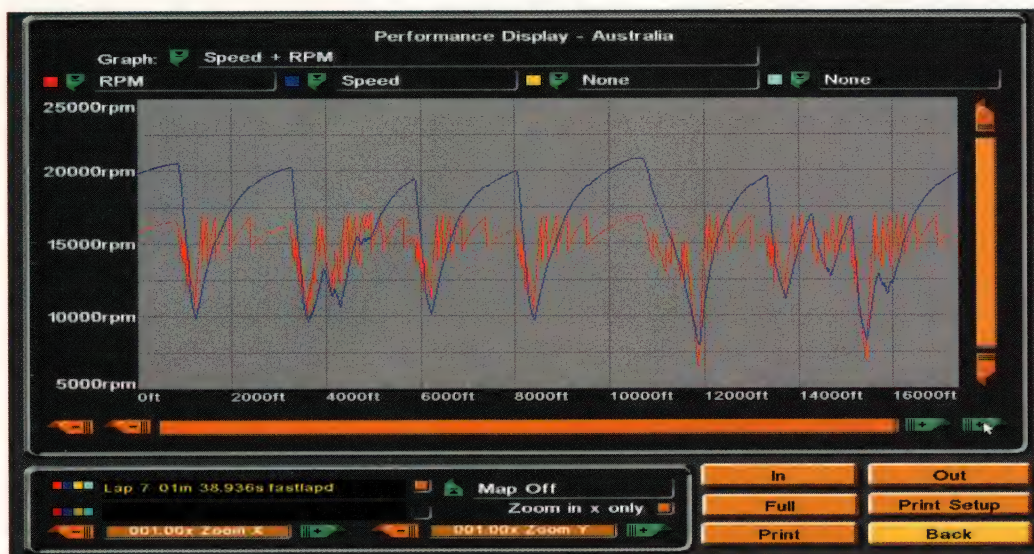 Performance Display - Australia
Graph: Speed + RPM
RPM Speed None None
25000rpm
20000rpm
15000rpm
10000rpm
5000rpm
0ft 2000ft 4000ft 6000ft 8000ft 10000ft 12000ft 14000ft 16000ft
Lap 7 01m 38.936s fastlapd
Map Off
Zoom in x only
001.00x Zoom X
001.00x Zoom Y
In Out
Full Print Setup
Print Back